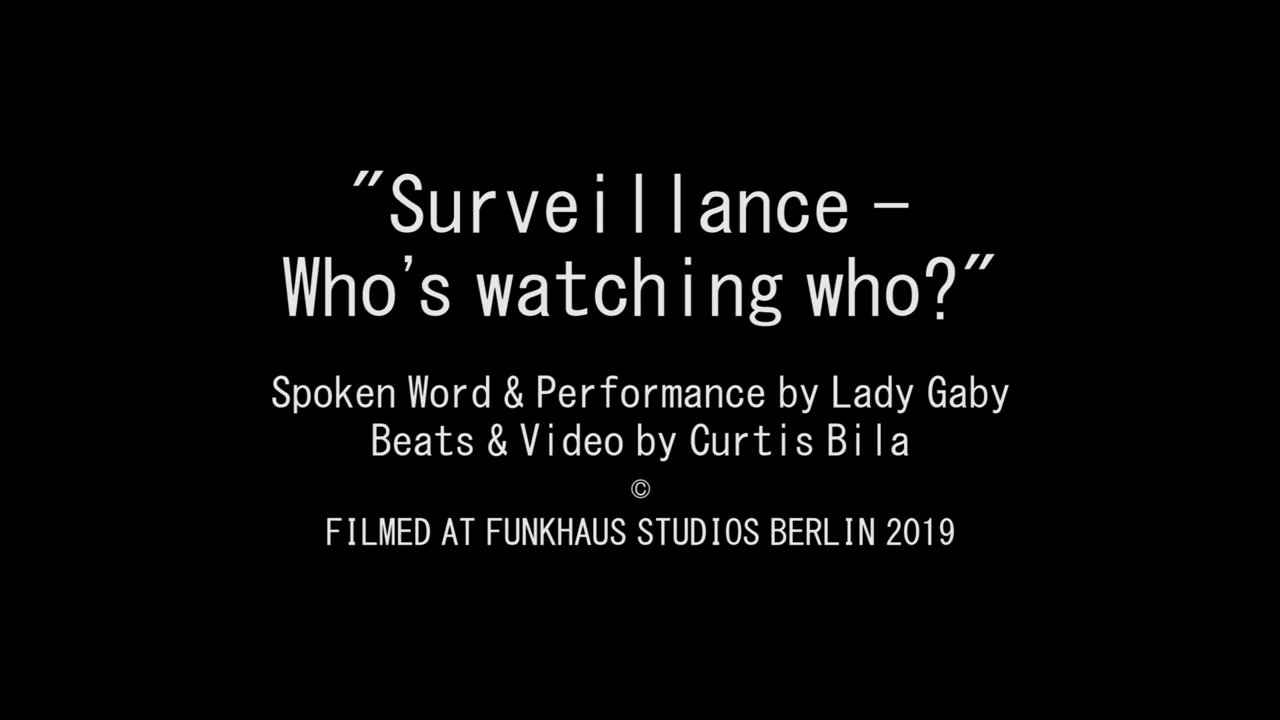 "Surveillance –
Who's watching who?"
Spoken Word & Performance by Lady Gaby
Beats & Video by Curtis Bila
©
FILMED AT FUNKHAUS STUDIOS BERLIN 2019